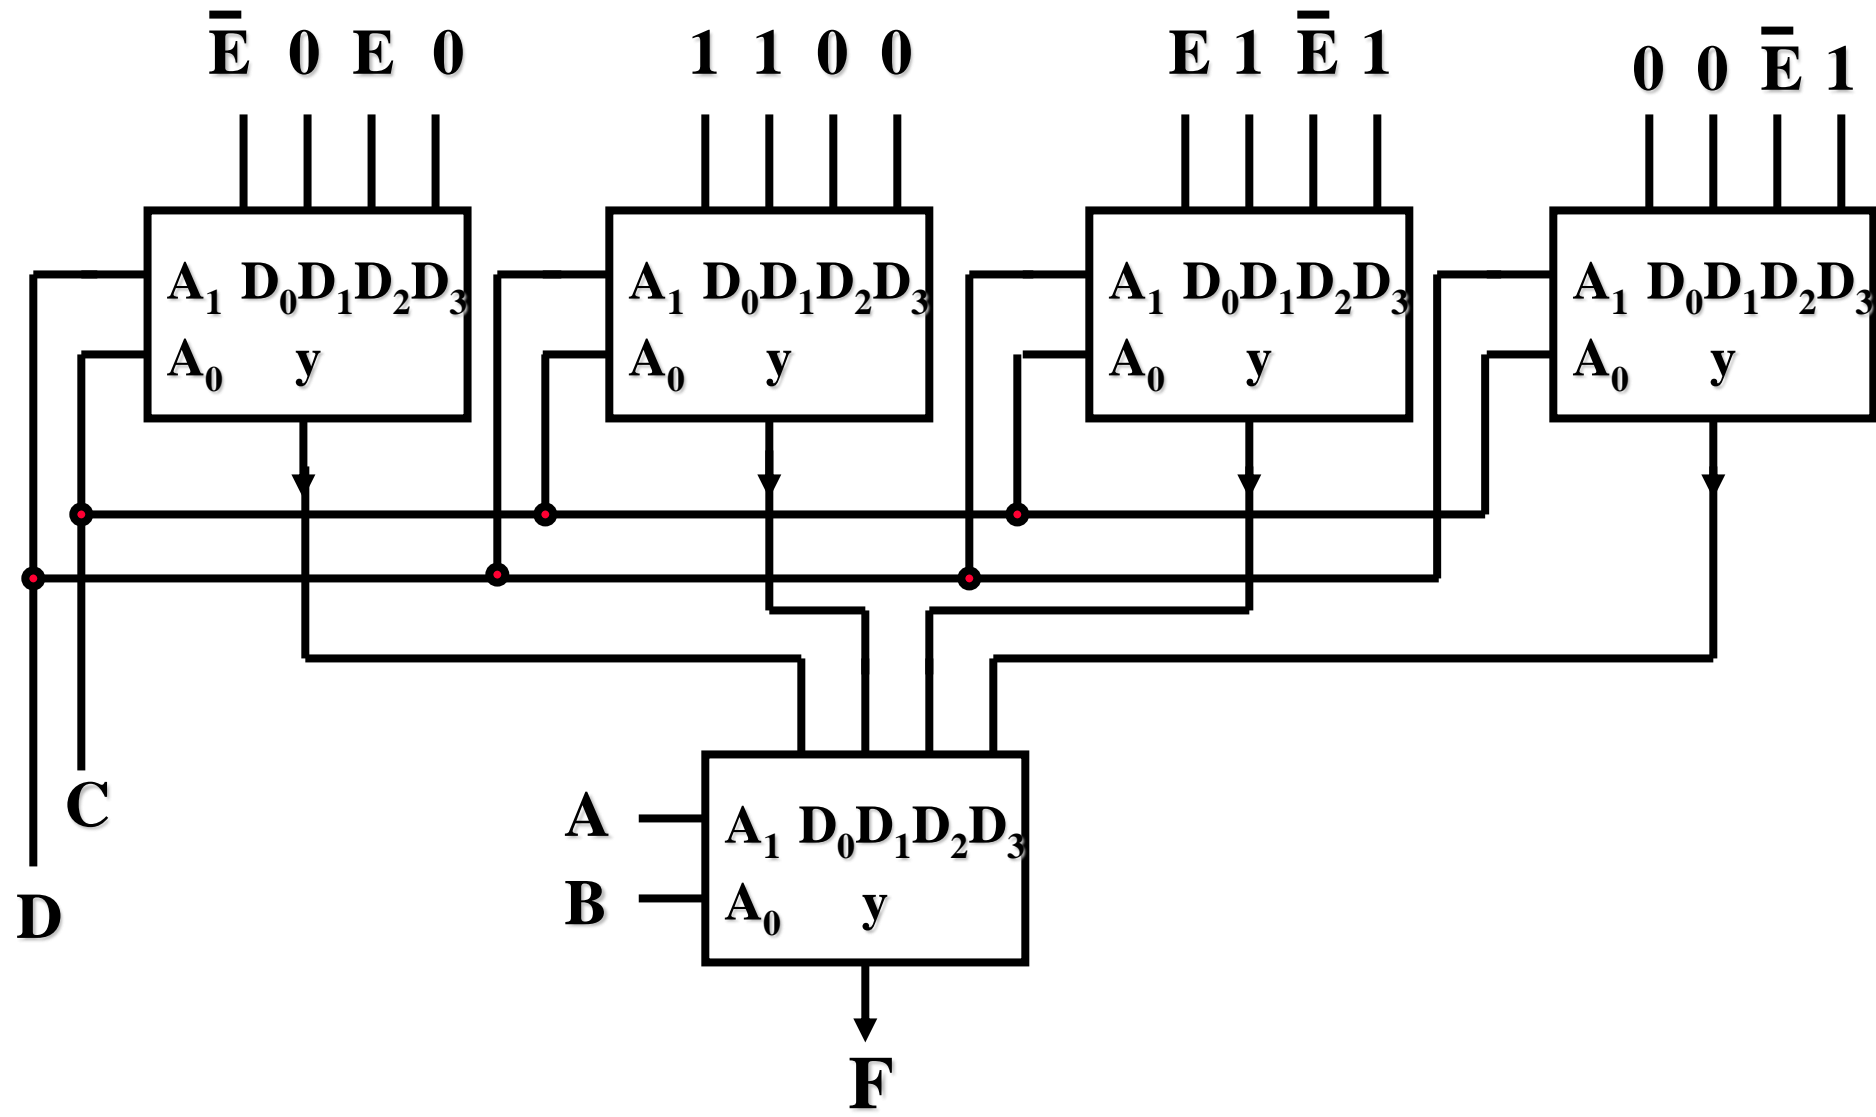 E̅ 0 E 0 1 1 0 0 E 1 E̅ 1 0 0 E̅ 1
A₁ D₀D₁D₂D₃ A₁ D₀D₁D₂D₃ A₁ D₀D₁D₂D₃ A₁ D₀D₁D₂D₃
A₀ y A₀ y A₀ y A₀ y
C
A A₁ D₀D₁D₂D₃
D B A₀ y
F